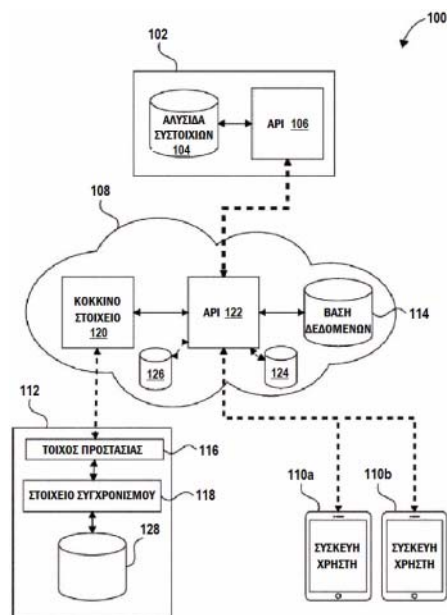 100
102
ΑΛΥΣΙΔΑ
ΣΥΣΤΟΙΧΙΩΝ
104
API 106
108
ΚΟΚΚΙΝΟ
ΣΤΟΙΧΕΙΟ
120
API 122
ΒΑΣΗ
ΔΕΔΟΜΕΝΩΝ
114
126
124
112
ΤΟΙΧΟΣ ΠΡΟΣΤΑΣΙΑΣ
116
ΣΤΟΙΧΕΙΟ ΣΥΓΧΡΟΝΙΣΜΟΥ
118
128
110a
110b
ΣΥΣΚΕΥΗ
ΧΡΗΣΤΗ
ΣΥΣΚΕΥΗ
ΧΡΗΣΤΗ